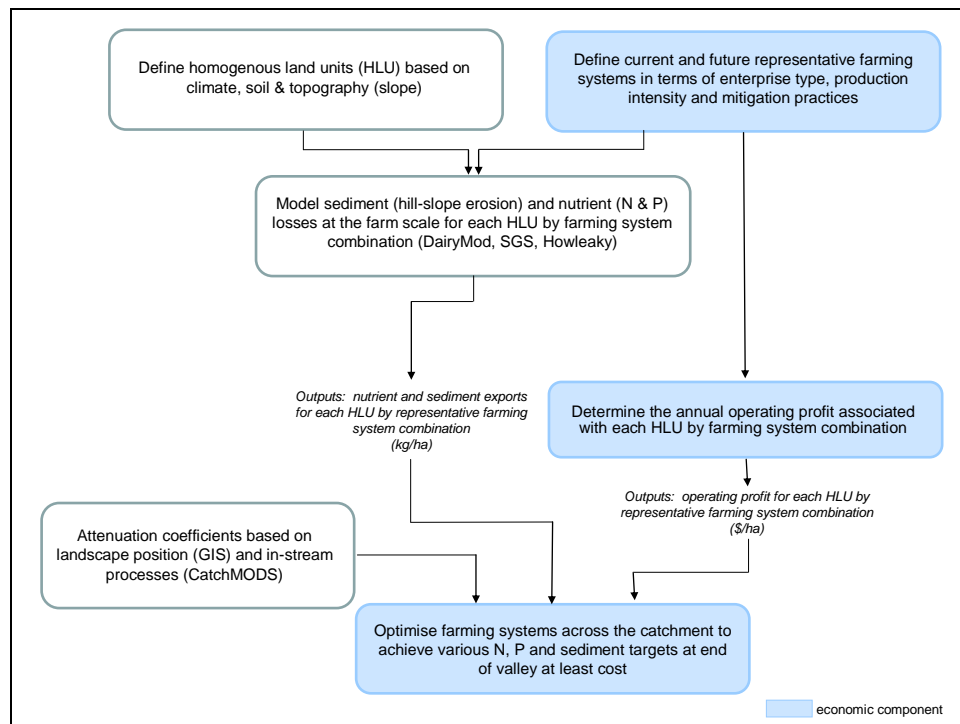 Define homogenous land units (HLU) based on
climate, soil & topography (slope)
Define current and future representative farming
systems in terms of enterprise type, production
intensity and mitigation practices
Model sediment (hill-slope erosion) and nutrient (N & P)
losses at the farm scale for each HLU by farming system
combination (DairyMod, SGS, Howleaky)
Outputs:  nutrient and sediment exports
for each HLU by representative farming
system combination
(kg/ha)
Determine the annual operating profit associated
with each HLU by farming system combination
Outputs:  operating profit for each HLU by
representative farming system combination
($/ha)
Attenuation coefficients based on
landscape position (GIS) and in-stream
processes (CatchMODS)
Optimise farming systems across the catchment to
achieve various N, P and sediment targets at end
of valley at least cost
economic component